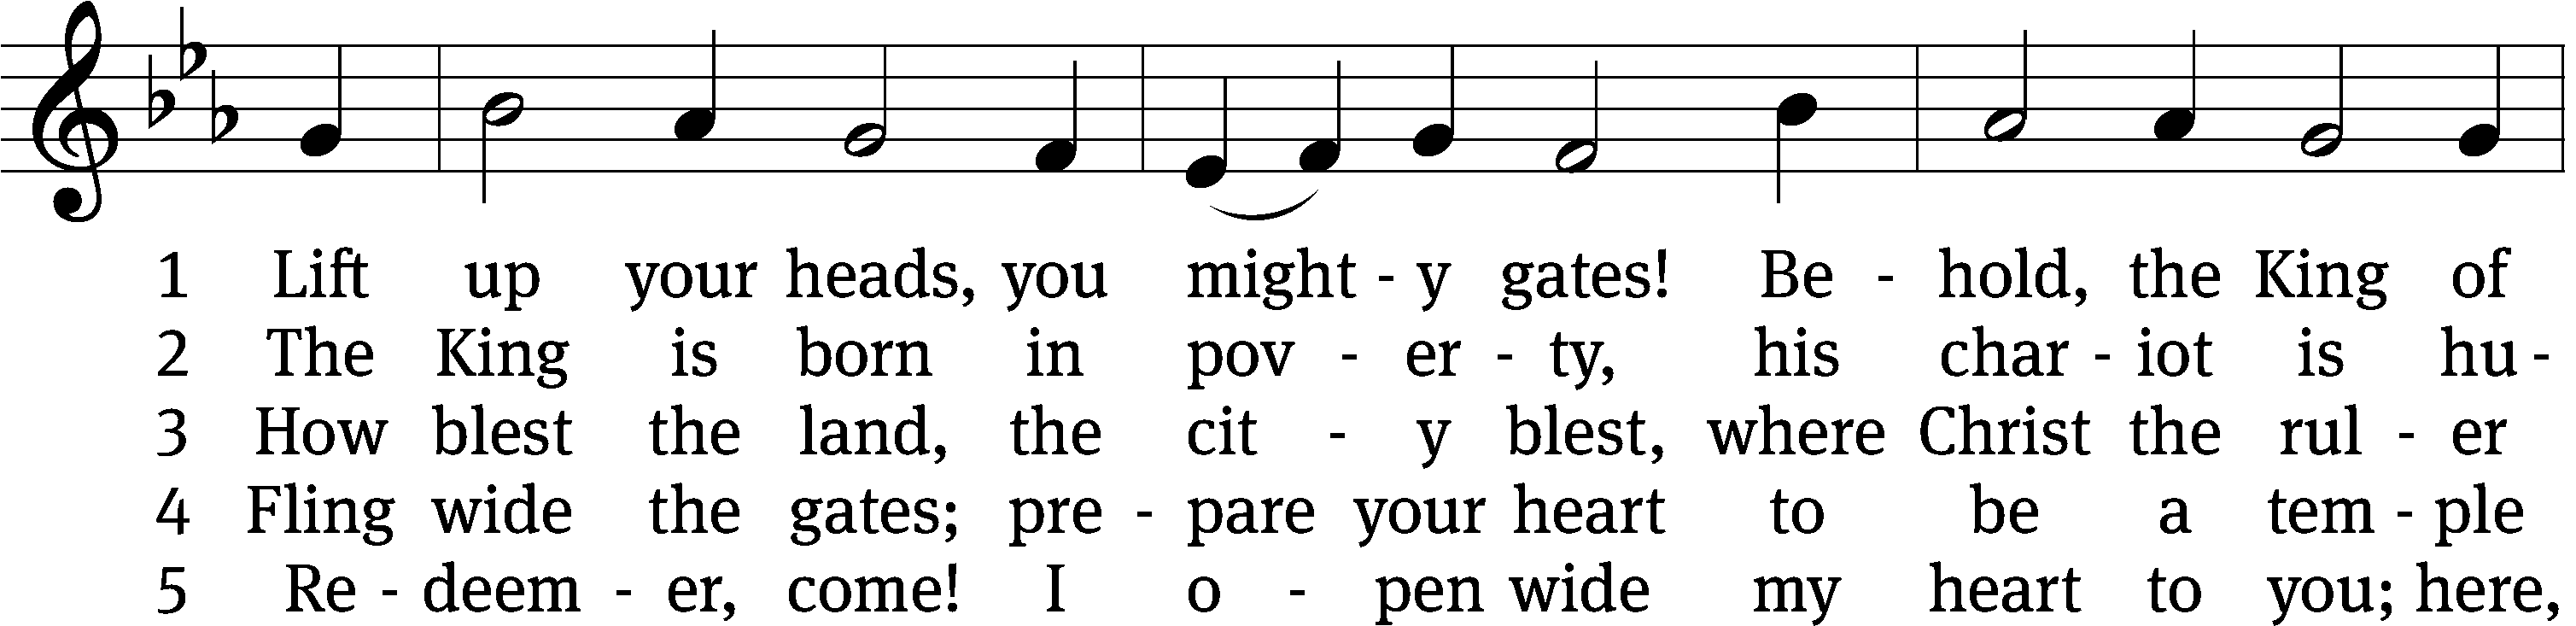 1 Lift up your heads, you might - y gates! Be - hold, the King of
2 The King is born in pov - er - ty, his char - iot is hu -
3 How blest the land, the cit - y blest, where Christ the rul - er
4 Fling wide the gates; pre - pare your heart to be a tem - ple
5 Re - deem - er, come! I o - pen wide my heart to you; here,